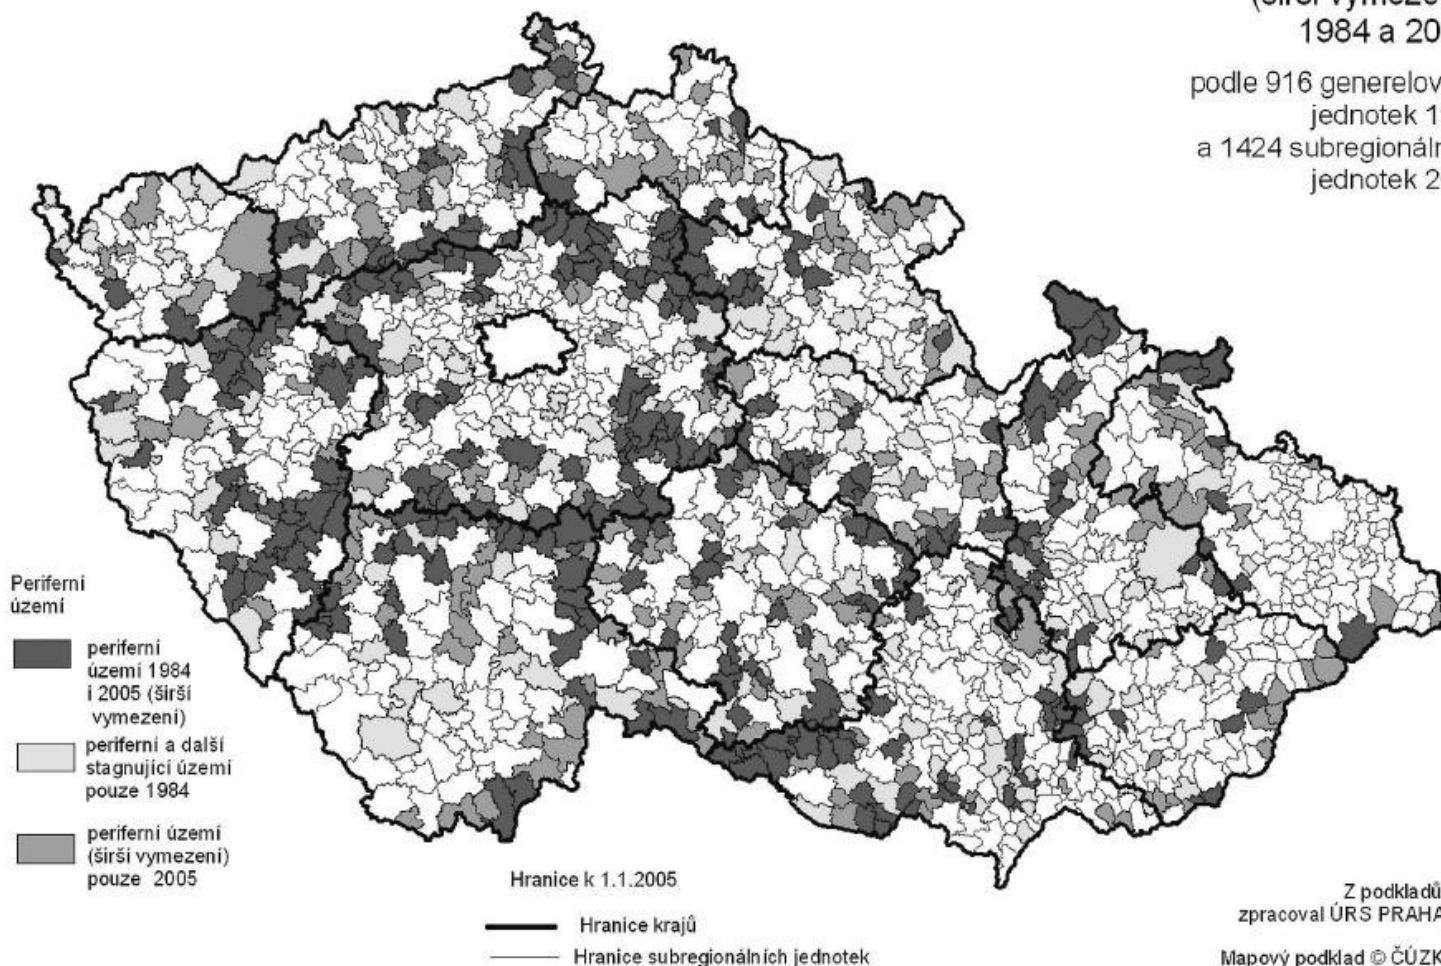 (širší vymeze
1984 a 20
podle 916 generelov
jednotek 1
a 1424 subregionáln
jednotek 2
Periferní
území
periferní
území 1984
i 2005 (širší
vymezení)
periferní a další
stagnující území
pouze 1984
periferní území
(širší vymezení)
pouze 2005
Hranice k 1.1.2005
Hranice krajů
Hranice subregionálních jednotek
Z podkladů
zpracoval ÚRS PRAHA
Mapový podklad © ČÚZK